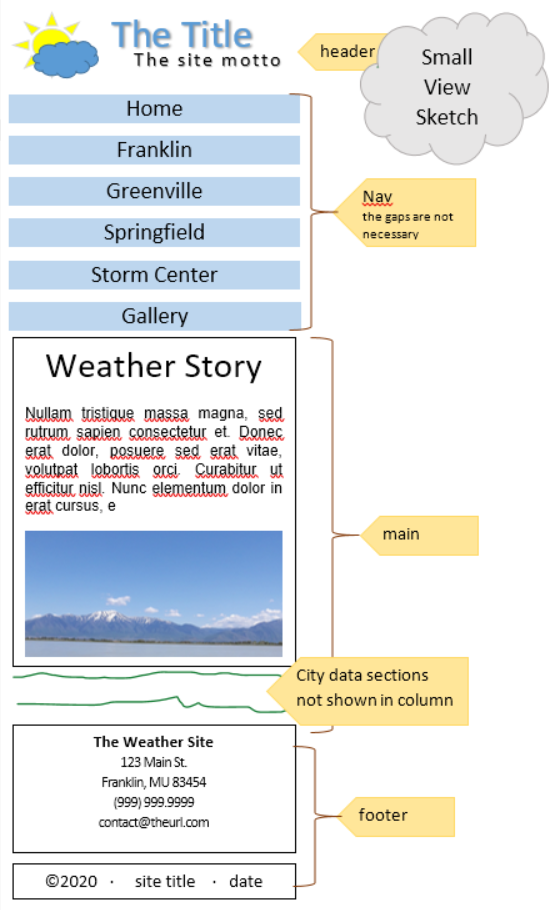 The Title
The site motto
header
Small
View
Sketch
Home
Franklin
Greenville
Springfield
Storm Center
Gallery
Nav
the gaps are not
necessary
Weather Story
Nullam tristique massa magna, sed
rutrum sapien consectetur et. Donec
erat dolor, posuere sed erat vitae,
volutpat lobortis orci. Curabitur ut
efficitur nisl. Nunc elementum dolor in
erat cursus, e
main
City data sections
not shown in column
The Weather Site
123 Main St.
Franklin, MU 83454
(999) 999.9999
contact@theurl.com
footer
©2020 · site title · date